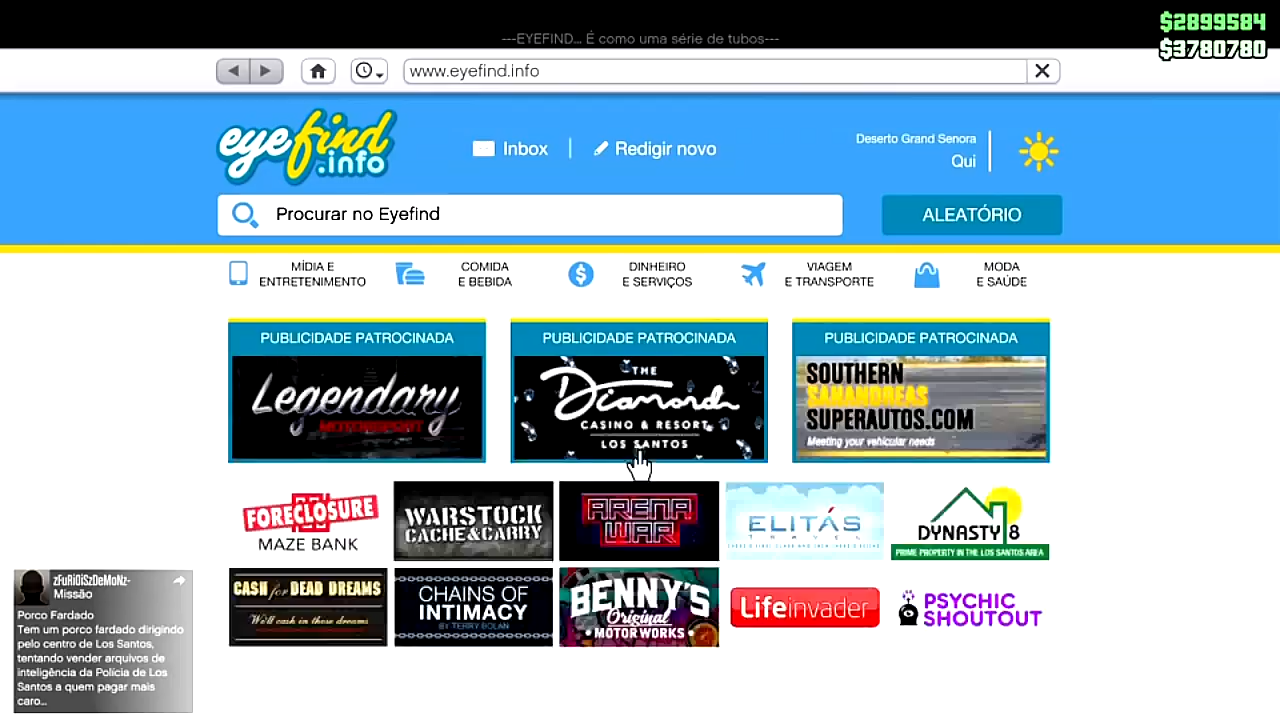 ---EYEFIND... É como uma série de tubos---
$2899584
$3780780
www.eyefind.info
eyefind
.info
Inbox
Redigir novo
Deserto Grand Senora
Qui
Procurar no Eyefind
ALEATÓRIO
MÍDIA E
ENTRETENIMENTO
COMIDA
E BEBIDA
DINHEIRO
E SERVIÇOS
VIAGEM
E TRANSPORTE
MODA
E SAÚDE
PUBLICIDADE PATROCINADA
Legendary
MOTORSPORT
PUBLICIDADE PATROCINADA
THE
Diamond
CASINO & RESORT
LOS SANTOS
PUBLICIDADE PATROCINADA
SOUTHERN
SANANDREAS
SUPERAUTOS.COM
Meeting your vehicular needs
FORECLOSURE
MAZE BANK
WARSTOCK
CACHE&CARRY
ARENA
WAR
ELITÁS
TRAVEL
DYNASTY 8
PRIME PROPERTY IN THE LOS SANTOS AREA
CASH for DEAD DREAMS
We'll cash in those dreams
CHAINS OF
INTIMACY
BY TERRY DOLAN
BENNY'S
Original
MOTOR WORKS
Lifeinvader
PSYCHIC
SHOUTOUT
zFuRiOiSzDeMoNz-
Missão
Porco Fardado
Tem um porco fardado dirigindo
pelo centro de Los Santos,
tentando vender arquivos de
inteligência da Polícia de Los
Santos a quem pagar mais
caro...